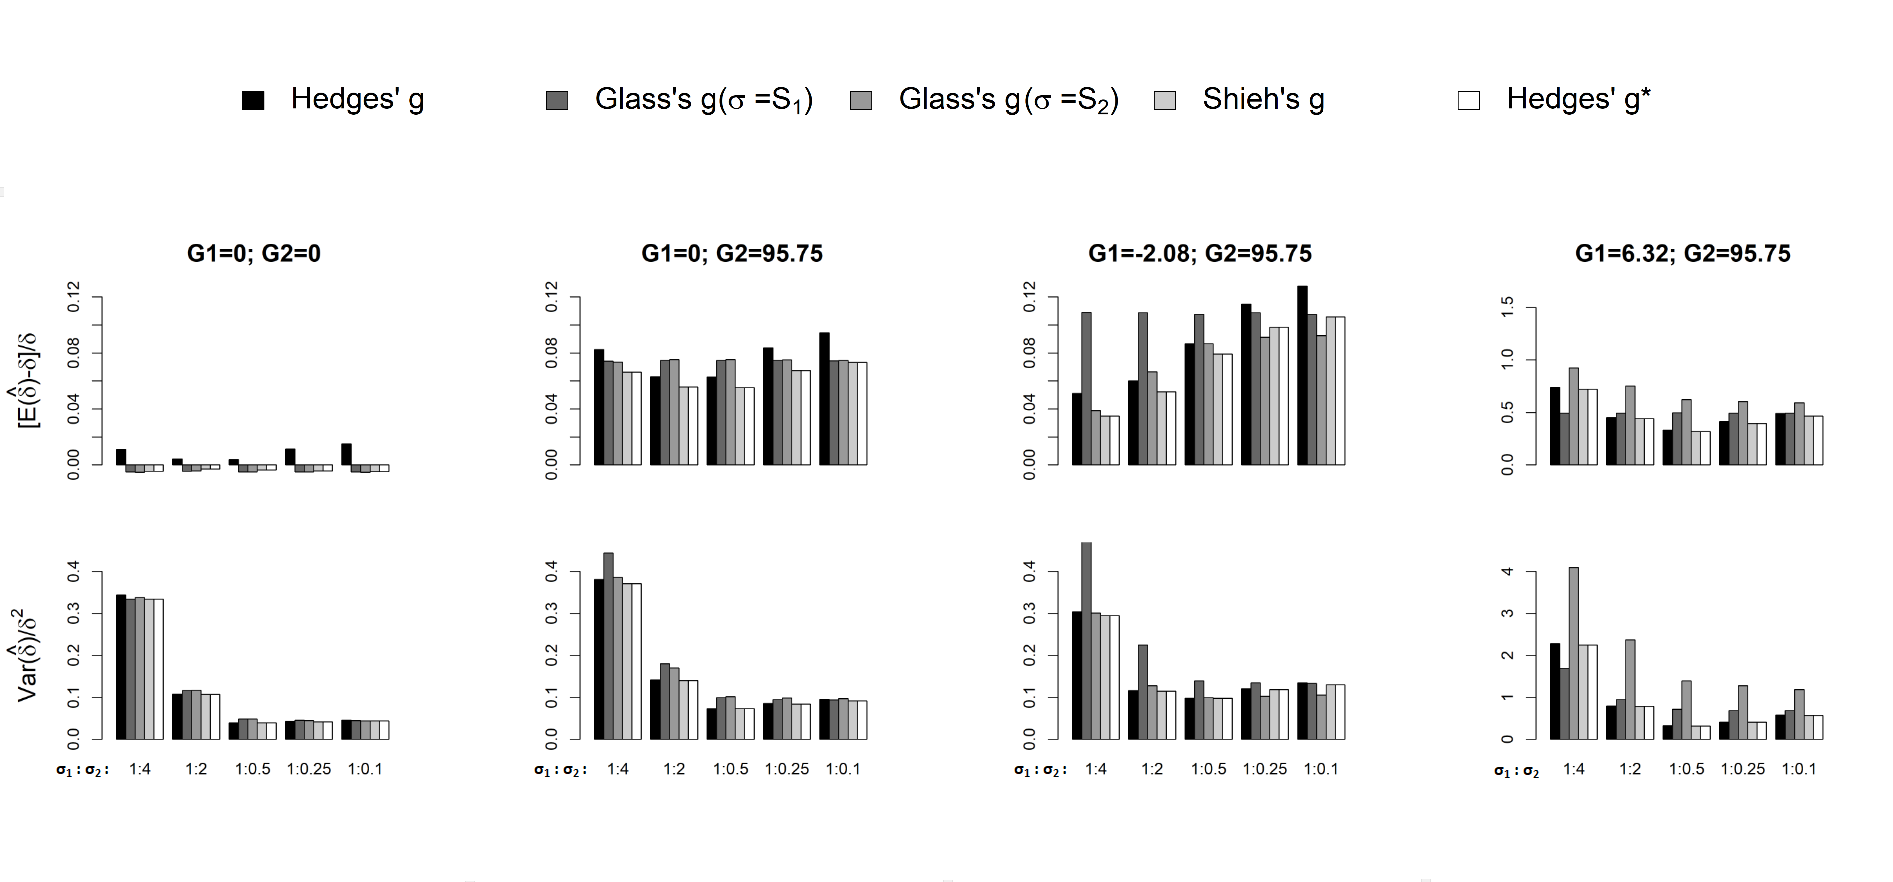 Hedges' g Glass's g(σ =S₁) Glass's g(σ =S₂) Shieh's g Hedges' g*
G1=0; G2=0 G1=0; G2=95.75 G1=-2.08; G2=95.75 G1=6.32; G2=95.75
[E(δ̂)-δ]/δ
0.00 0.04 0.08 0.12
0.00 0.04 0.08 0.12
0.00 0.04 0.08 0.12
0.0 0.5 1.0 1.5
Var(δ̂)/δ²
0.0 0.1 0.2 0.3 0.4
0.0 0.1 0.2 0.3 0.4
0.0 0.1 0.2 0.3 0.4
0 1 2 3 4
σ₁ : σ₂ : 1:4 1:2 1:0.5 1:0.25 1:0.1
σ₁ : σ₂ : 1:4 1:2 1:0.5 1:0.25 1:0.1
σ₁ : σ₂ : 1:4 1:2 1:0.5 1:0.25 1:0.1
σ₁ : σ₂ 1:4 1:2 1:0.5 1:0.25 1:0.1